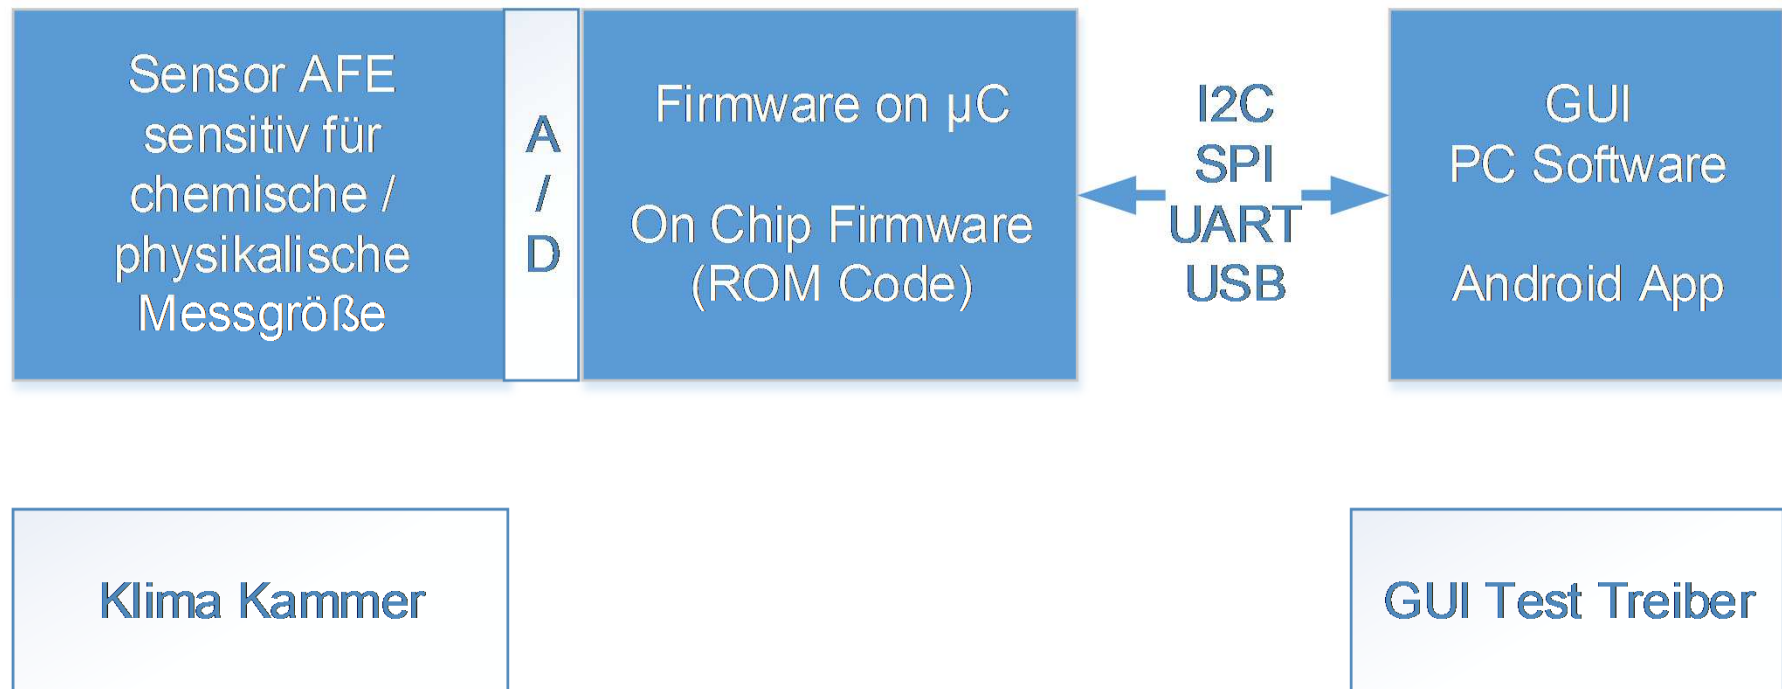 Sensor AFE
sensitiv für
chemische /
physikalische
Messgröße
A
/
D
Firmware on µC
On Chip Firmware
(ROM Code)
I2C
SPI
UART
USB
GUI
PC Software
Android App
Klima Kammer
GUI Test Treiber